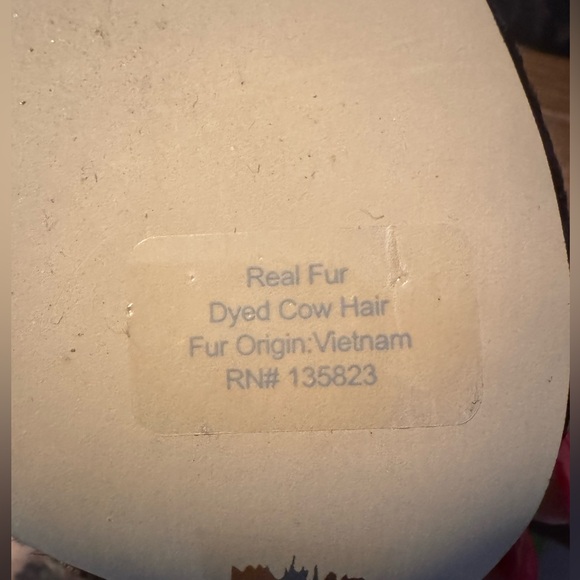 Real Fur
Dyed Cow Hair
Fur Origin:Vietnam
RN# 135823